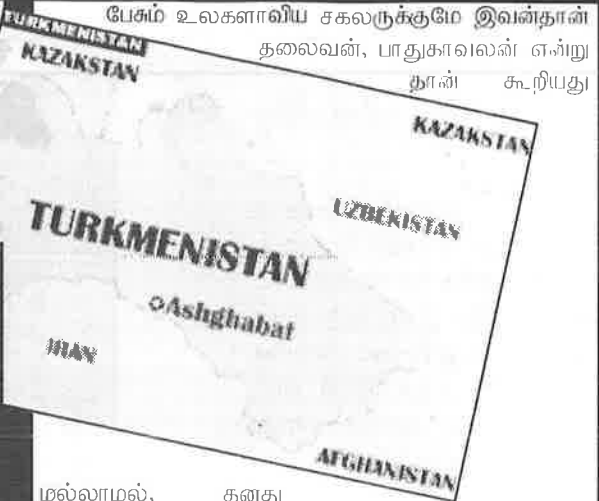 பேசும் உலகளாவிய சகலருக்குமே இவன்தான்
தலைவன், பாதுகாவலன் என்று
தான் கூறியது
TURKMENISTAN
KAZAKSTAN
KAZAKSTAN
UZBEKISTAN
TURKMENISTAN
Ashghabat
IRAN
AFGHANISTAN
மல்லாமல், தனது